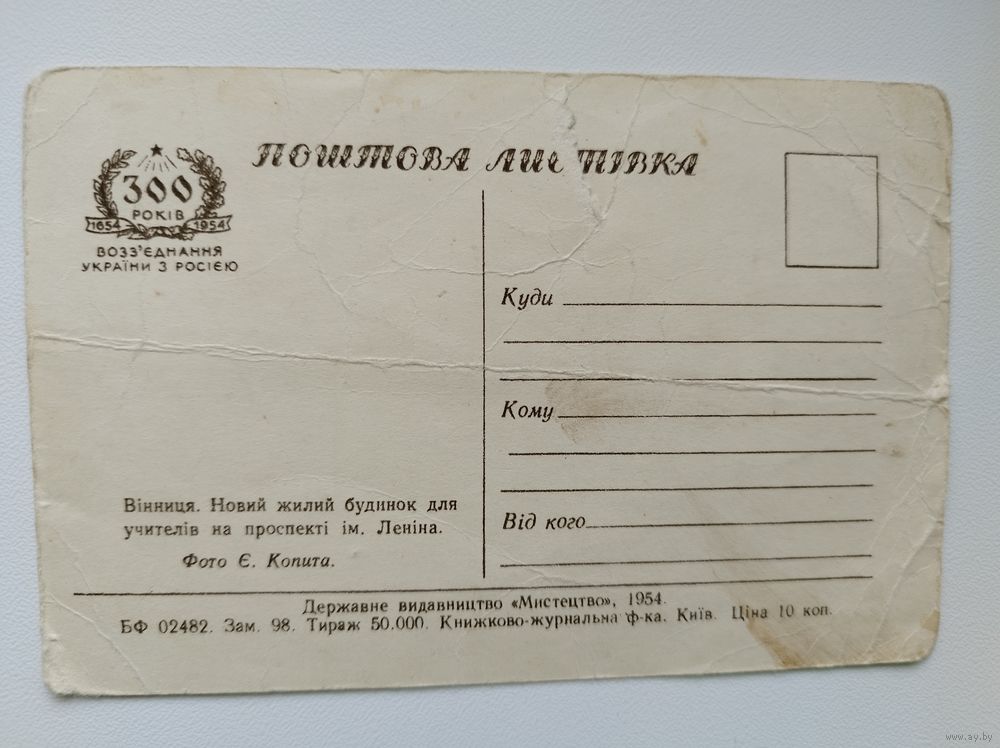 ПОШТОВА ЛИСТІВКА
300
РОКІВ
1654 1954
ВОЗЗ'ЄДНАННЯ
УКРАЇНИ З РОСІЄЮ
Куди
Кому
Від кого
Вінниця. Новий жилий будинок для
учителів на проспекті ім. Леніна.
Фото Є. Копита.
Державне видавництво «Мистецтво», 1954.
БФ 02482. Зам. 98. Тираж 50.000. Книжково-журнальна ф-ка. Київ. Ціна 10 коп.
www.ay.by